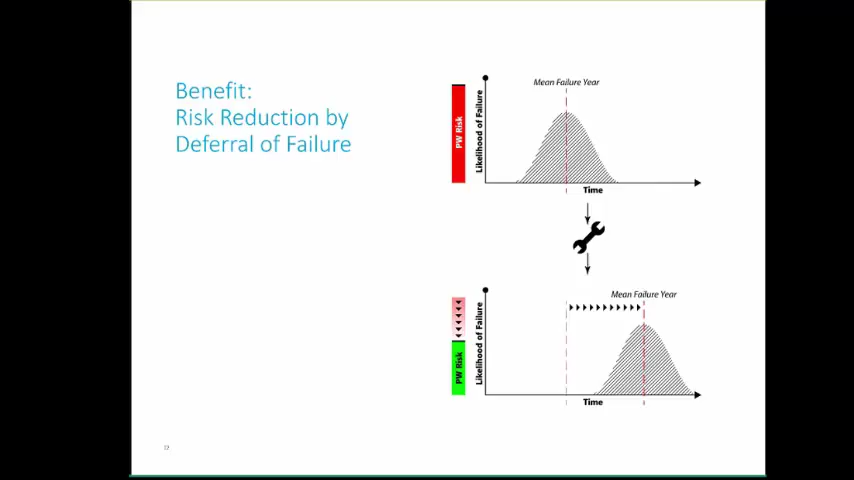 Benefit:
Risk Reduction by
Deferral of Failure
Mean Failure Year
PW Risk
Likelihood of Failure
Time
Mean Failure Year
PW Risk
Likelihood of Failure
Time